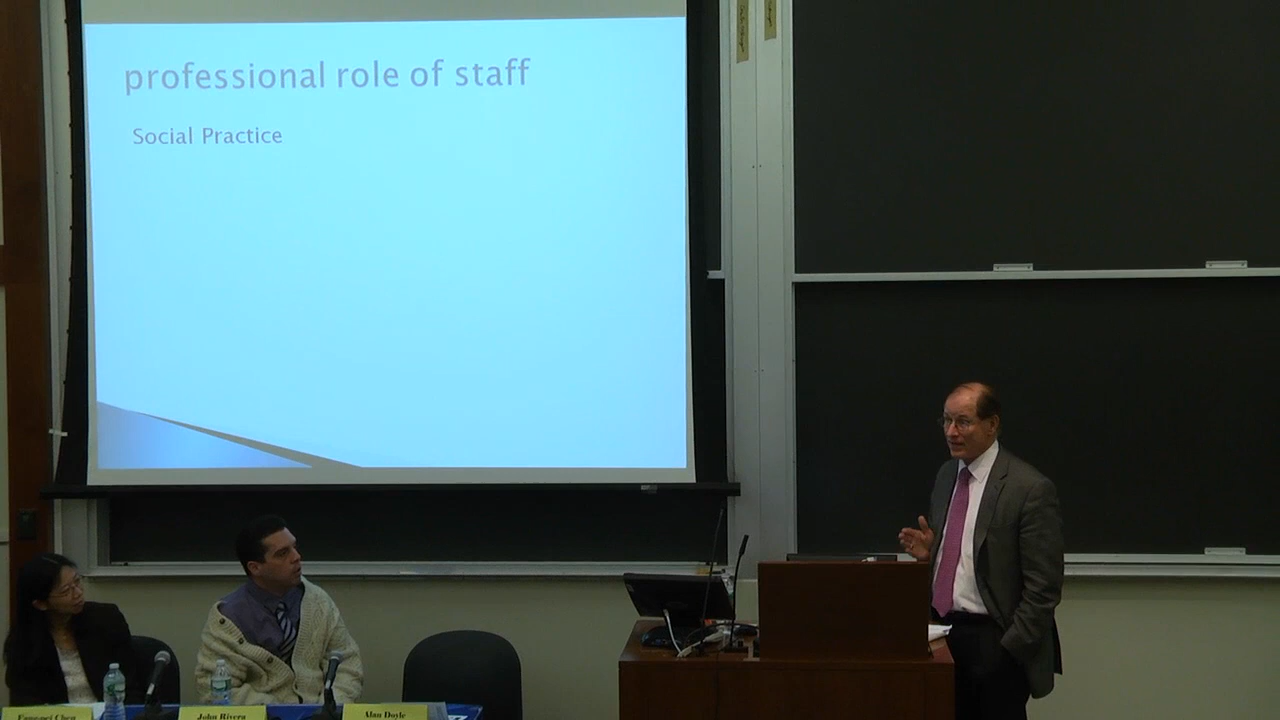 professional role of staff
Social Practice
John Rivera
Alan Doyle